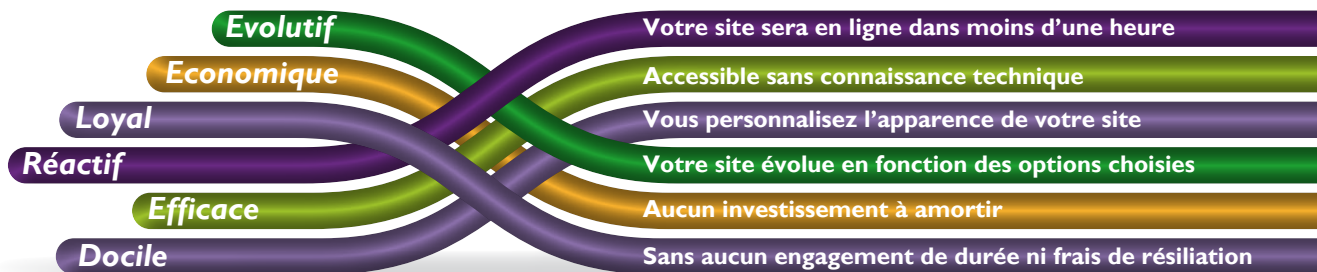 Evolutif
Votre site sera en ligne dans moins d'une heure
Economique
Accessible sans connaissance technique
Loyal
Vous personnalisez l'apparence de votre site
Réactif
Votre site évolue en fonction des options choisies
Efficace
Aucun investissement à amortir
Docile
Sans aucun engagement de durée ni frais de résiliation